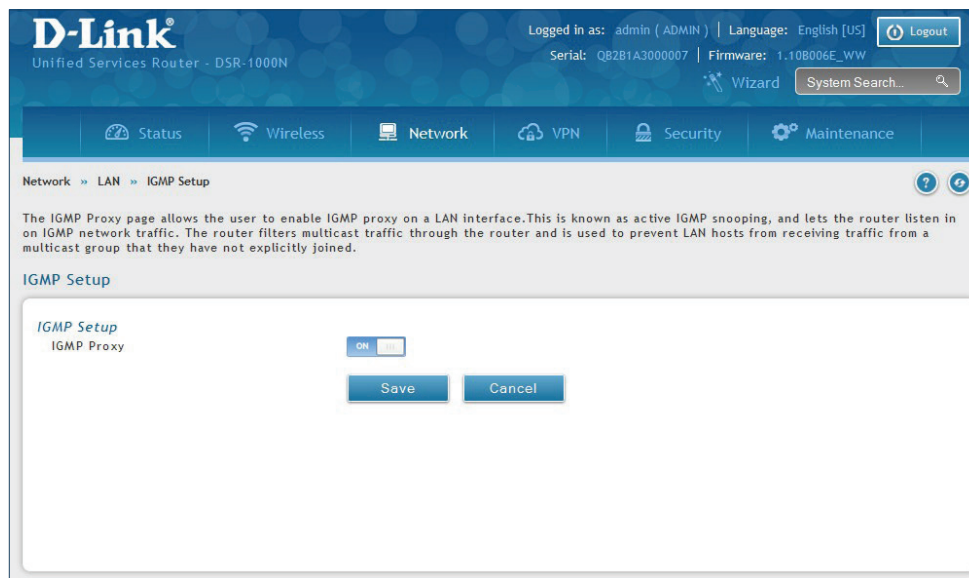 D-Link®
Unified Services Router - DSR-1000N
Logged in as: admin ( ADMIN ) | Language: English [US]
Logout
Serial: QB2B1A3000007 | Firmware: 1.10B006E_WW
Wizard
System Search...
Status
Wireless
Network
VPN
Security
Maintenance
Network » LAN » IGMP Setup
?
The IGMP Proxy page allows the user to enable IGMP proxy on a LAN interface.This is known as active IGMP snooping, and lets the router listen in
on IGMP network traffic. The router filters multicast traffic through the router and is used to prevent LAN hosts from receiving traffic from a
multicast group that they have not explicitly joined.
IGMP Setup
IGMP Setup
IGMP Proxy
ON
Save
Cancel